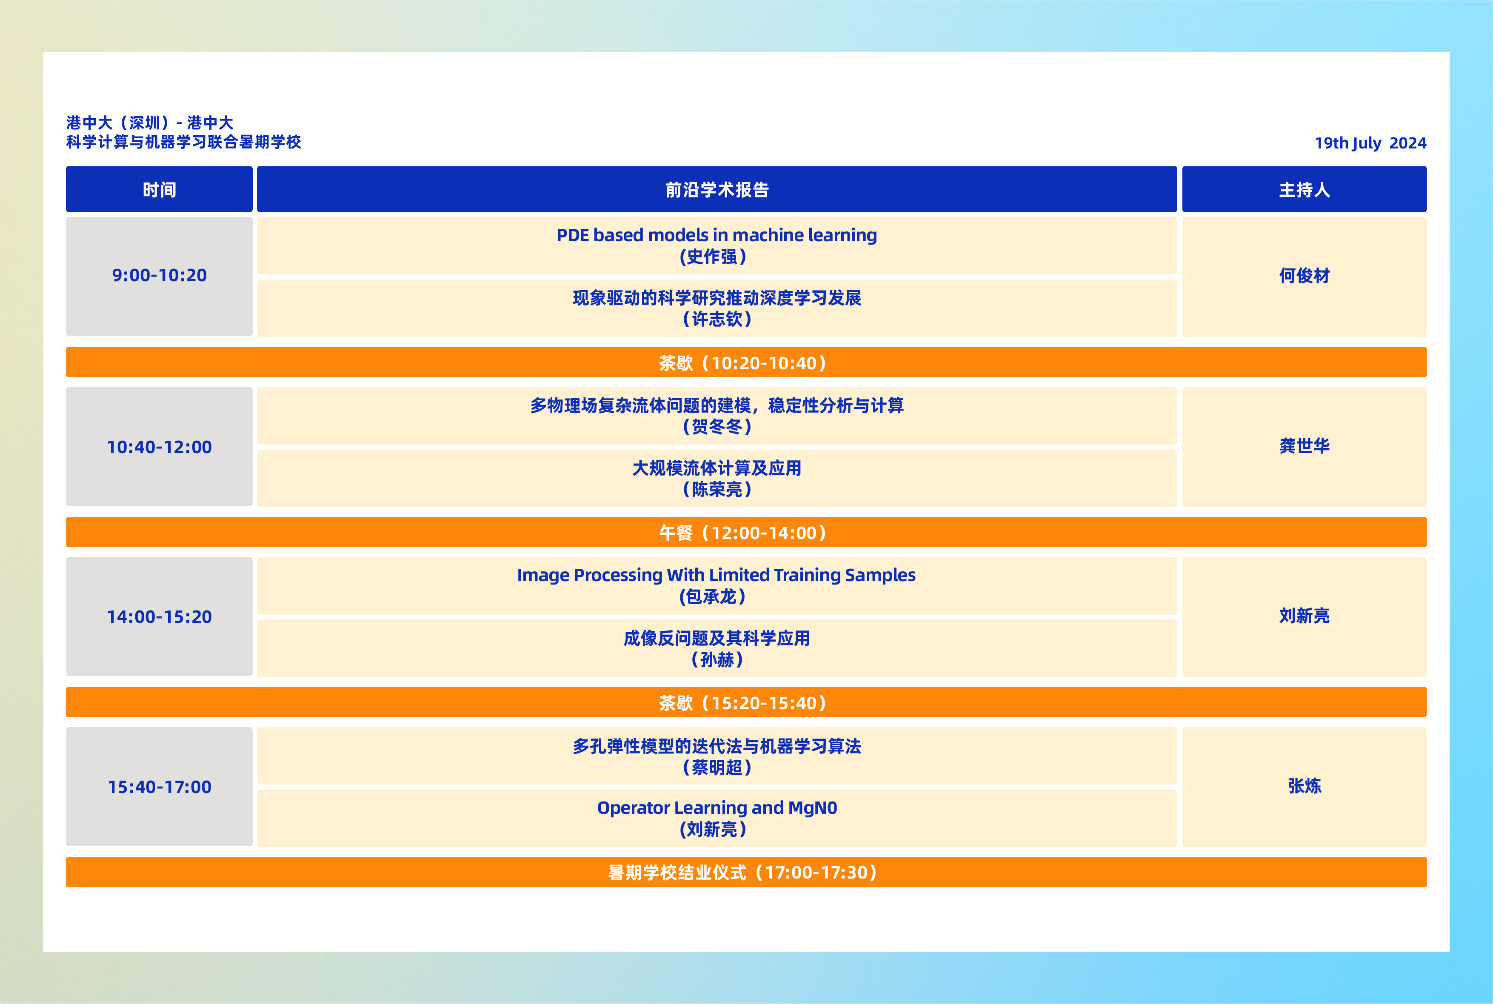 港中大（深圳）- 港中大
科学计算与机器学习联合暑期学校
19th July 2024
时间
前沿学术报告
主持人
9:00-10:20
PDE based models in machine learning
(史作强）
现象驱动的科学研究推动深度学习发展
（许志钦）
何俊材
茶歇（10:20-10:40）
10:40-12:00
多物理场复杂流体问题的建模，稳定性分析与计算
（贺冬冬）
大规模流体计算及应用
（陈荣亮）
龚世华
午餐（12:00-14:00）
14:00-15:20
Image Processing With Limited Training Samples
(包承龙）
成像反问题及其科学应用
（孙赫）
刘新亮
茶歇（15:20-15:40）
15:40-17:00
多孔弹性模型的迭代法与机器学习算法
（蔡明超）
Operator Learning and MgN0
(刘新亮）
张炼
暑期学校结业仪式（17:00-17:30）